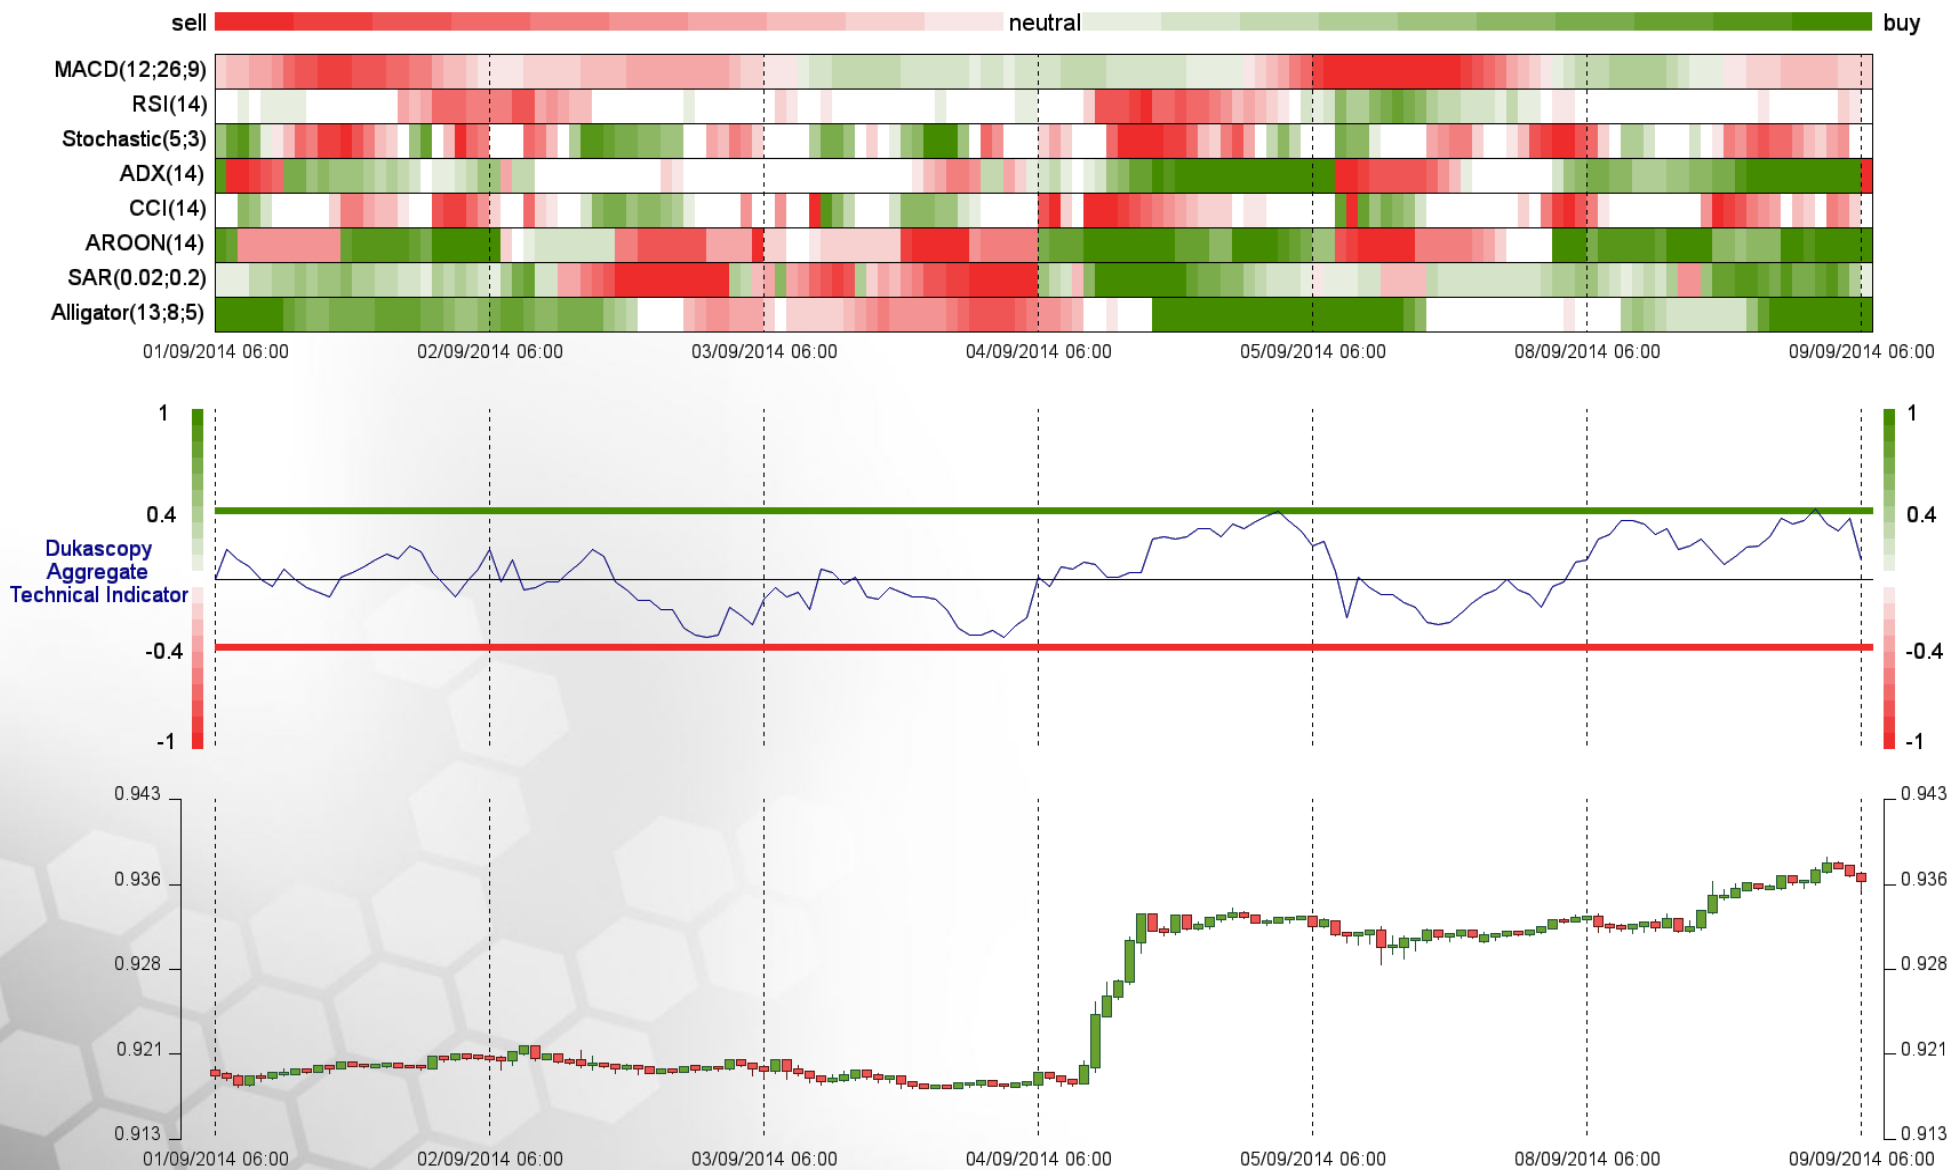 sell neutral buy
MACD(12;26;9)
RSI(14)
Stochastic(5;3)
ADX(14)
CCI(14)
AROON(14)
SAR(0.02;0.2)
Alligator(13;8;5)
01/09/2014 06:00 02/09/2014 06:00 03/09/2014 06:00 04/09/2014 06:00 05/09/2014 06:00 08/09/2014 06:00 09/09/2014 06:00
1 1
0.4 0.4
Dukascopy
Aggregate
Technical Indicator
-0.4 -0.4
-1 -1
0.943 0.943
0.936 0.936
0.928 0.928
0.921 0.921
0.913 0.913
01/09/2014 06:00 02/09/2014 06:00 03/09/2014 06:00 04/09/2014 06:00 05/09/2014 06:00 08/09/2014 06:00 09/09/2014 06:00